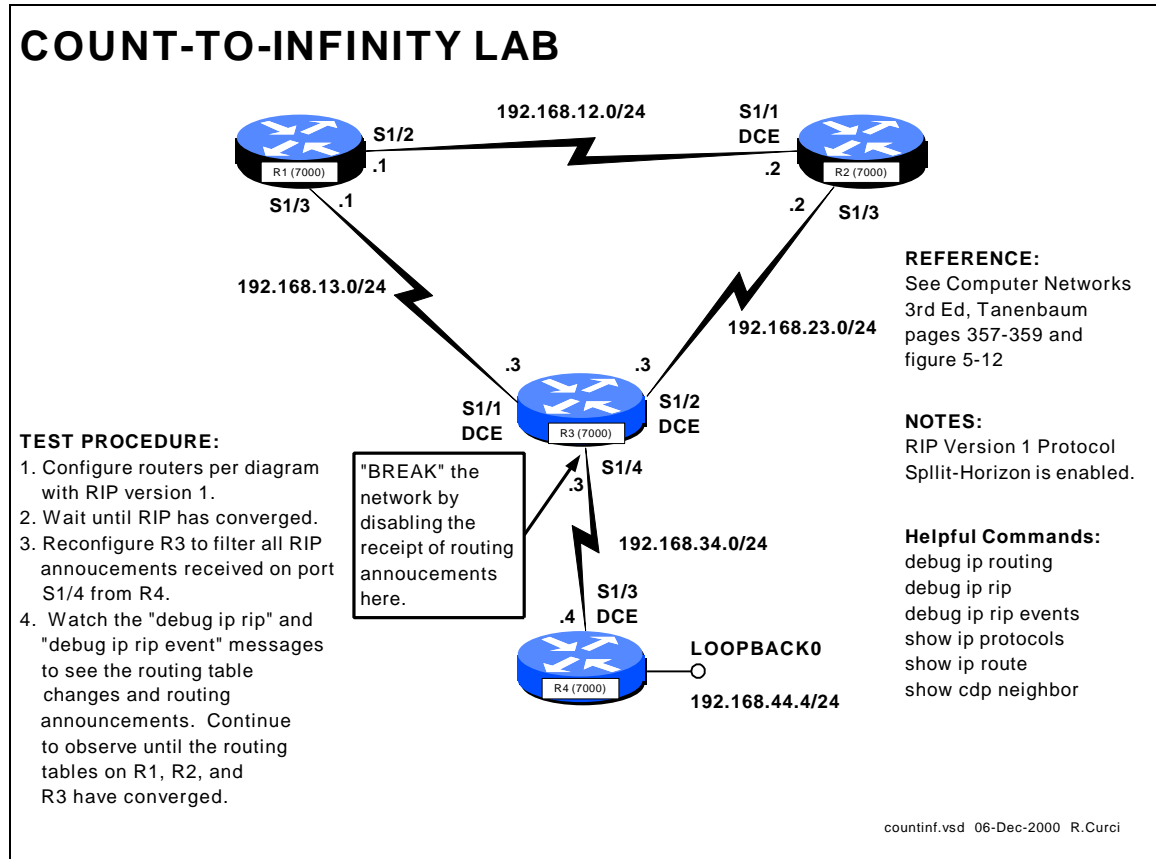 COUNT-TO-INFINITY LAB
192.168.12.0/24
S1/1
DCE
S1/2
R1 (7000)
.1
.2
R2 (7000)
S1/3
.1
.2
S1/3
192.168.13.0/24
192.168.23.0/24
REFERENCE:
See Computer Networks
3rd Ed, Tanenbaum
pages 357-359 and
figure 5-12
.3
.3
S1/1
DCE
S1/2
DCE
R3 (7000)
S1/4
.3
NOTES:
RIP Version 1 Protocol
Spllit-Horizon is enabled.
TEST PROCEDURE:
1. Configure routers per diagram
with RIP version 1.
2. Wait until RIP has converged.
3. Reconfigure R3 to filter all RIP
annoucements received on port
S1/4 from R4.
4. Watch the "debug ip rip" and
"debug ip rip event" messages
to see the routing table
changes and routing
announcements. Continue
to observe until the routing
tables on R1, R2, and
R3 have converged.
"BREAK" the
network by
disabling the
receipt of routing
annoucements
here.
192.168.34.0/24
S1/3
DCE
.4
R4 (7000)
LOOPBACK0
192.168.44.4/24
Helpful Commands:
debug ip routing
debug ip rip
debug ip rip events
show ip protocols
show ip route
show cdp neighbor
countinf.vsd 06-Dec-2000 R.Curci